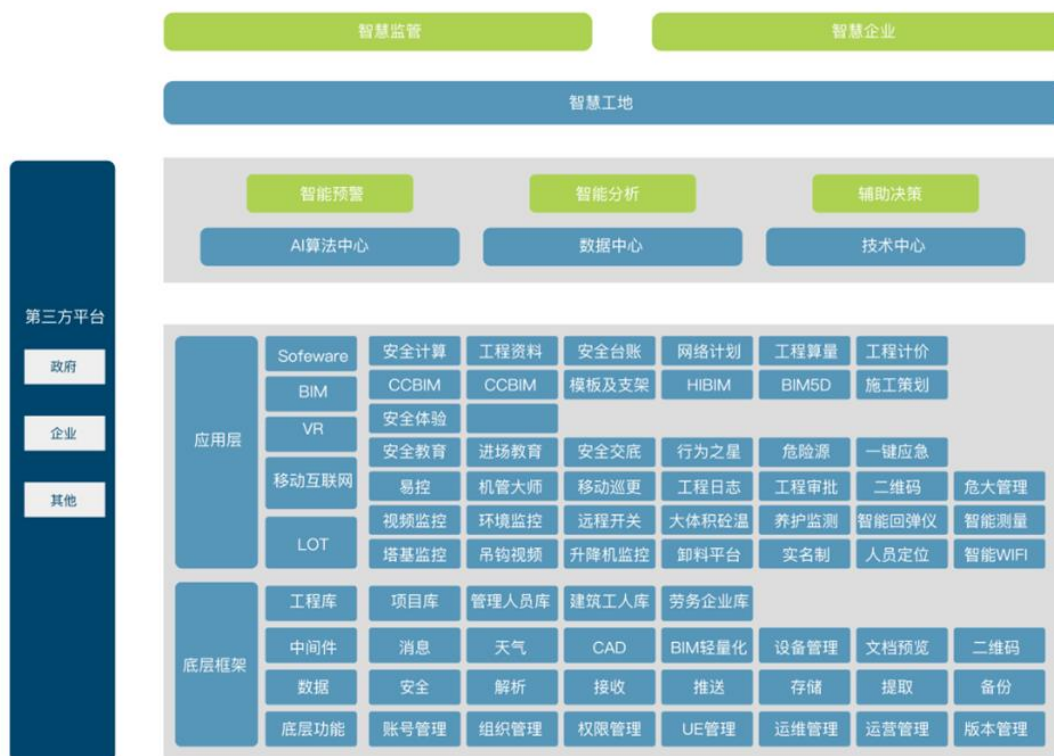 智慧监管 智慧企业
智慧工地
智能预警 智能分析 辅助决策
AI算法中心 数据中心 技术中心
第三方平台
政府
企业
其他
应用层
Sofeware 安全计算 工程资料 安全台账 网络计划 工程算量 工程计价
BIM CCBIM CCBIM 模板及支架 HIBIM BIM5D 施工策划
VR 安全体验
安全教育 进场教育 安全交底 行为之星 危险源 一键应急
移动互联网 易控 机管大师 移动巡更 工程日志 工程审批 二维码 危大管理
LOT 视频监控 环境监控 远程开关 大体积砼温 养护监测 智能回弹仪 智能测量
塔基监控 吊钩视频 升降机监控 卸料平台 实名制 人员定位 智能WIFI
底层框架
工程库 项目库 管理人员库 建筑工人库 劳务企业库
中间件 消息 天气 CAD BIM轻量化 设备管理 文档预览 二维码
数据 安全 解析 接收 推送 存储 提取 备份
底层功能 账号管理 组织管理 权限管理 UE管理 运维管理 运营管理 版本管理